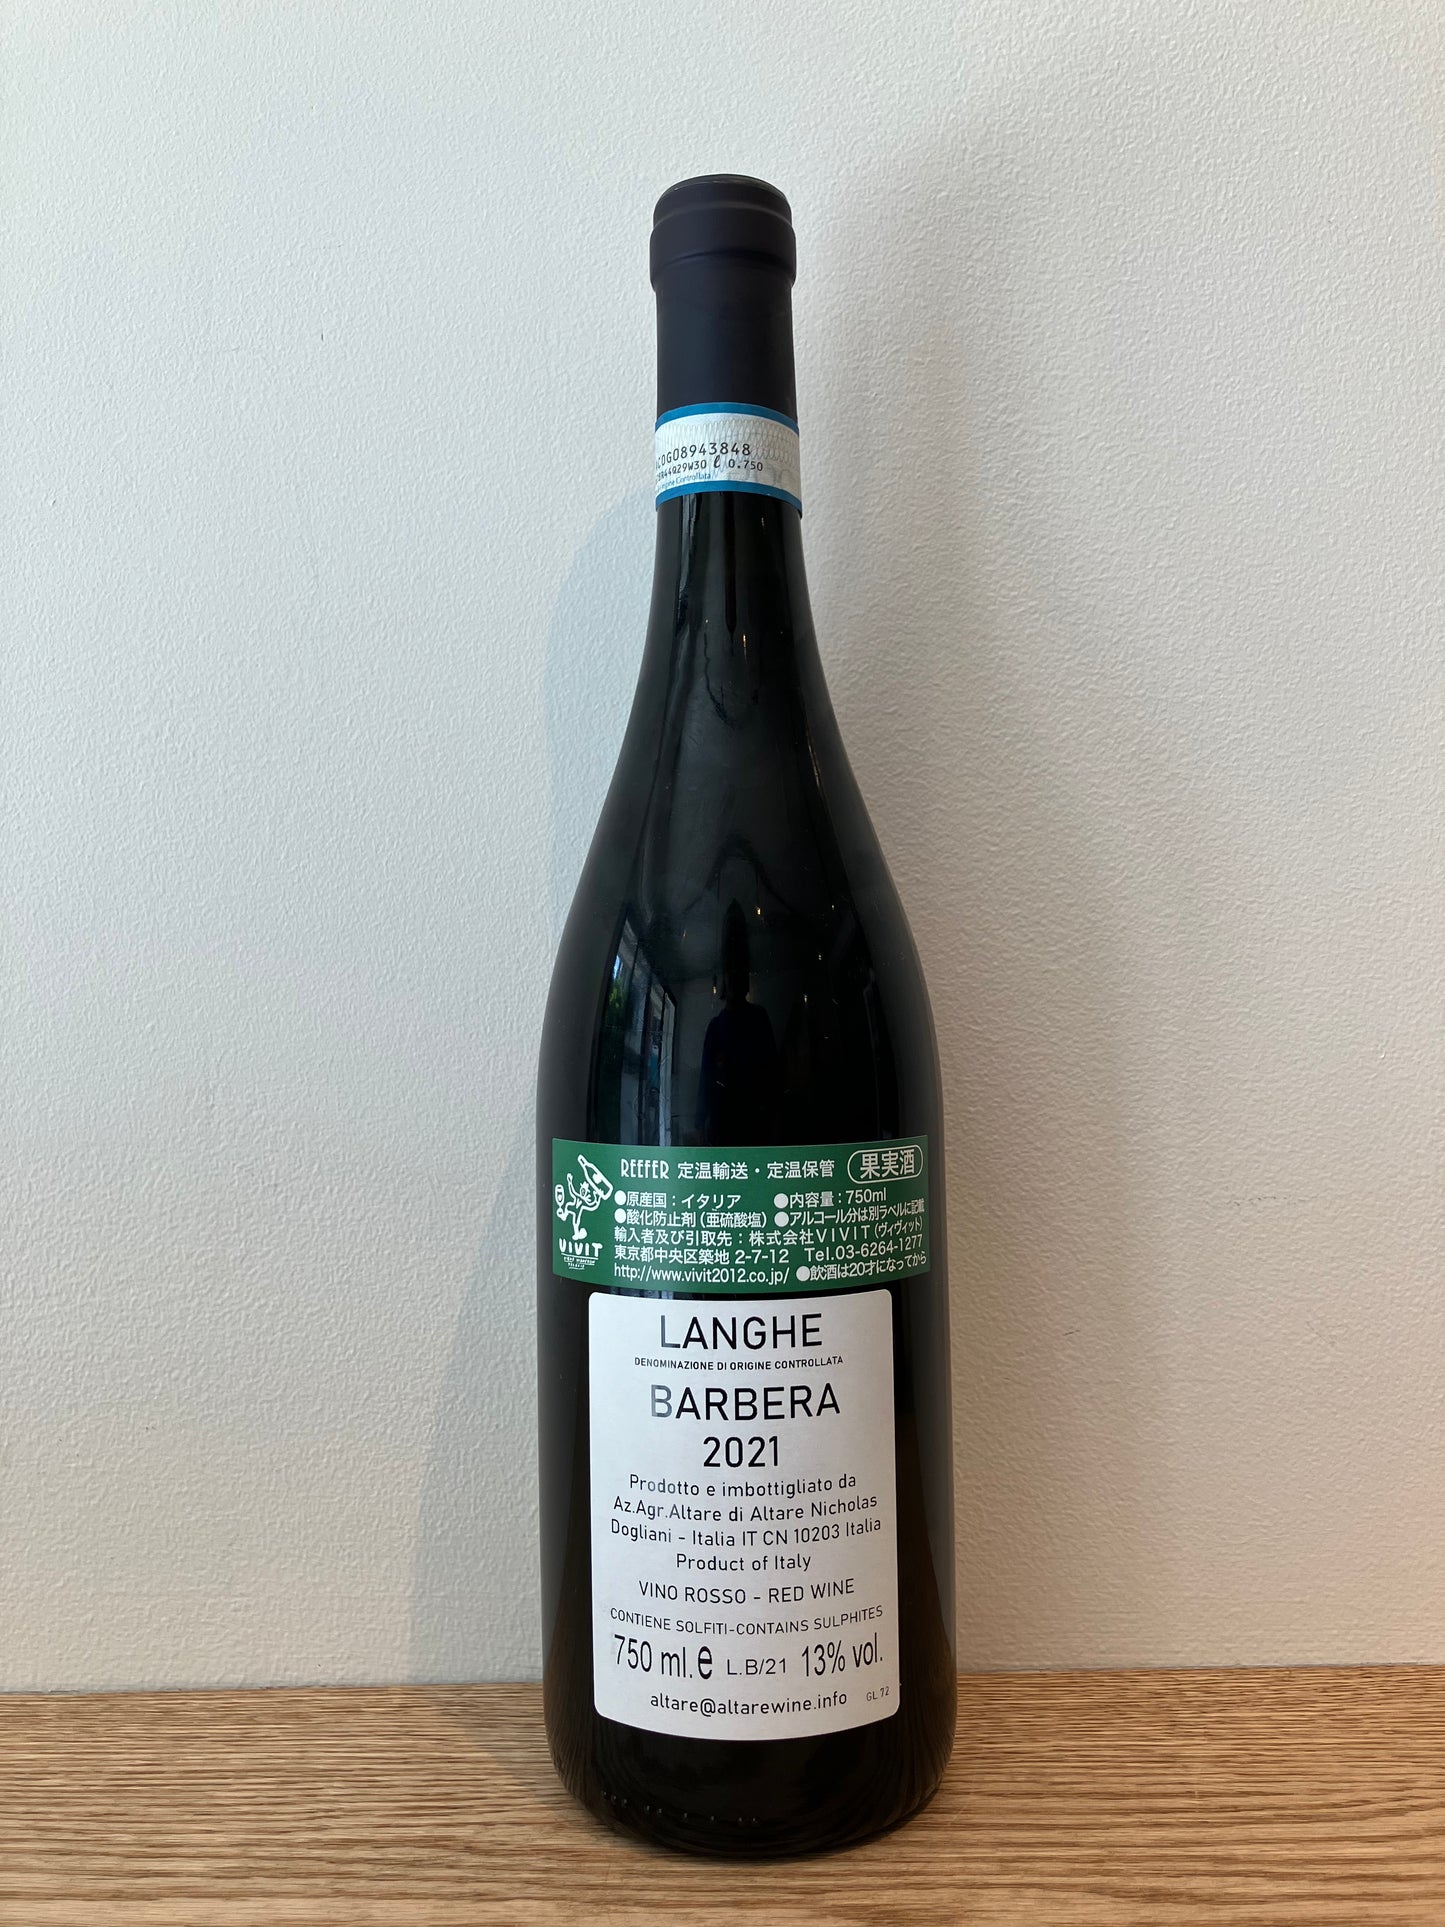 COG08943848
44Q29W30 ℓ 0.750
Controllata
REEFER 定温輸送・定温保管 果実酒
●原産国：イタリア ●内容量：750ml
●酸化防止剤（亜硫酸塩）●アルコール分は別ラベルに記載
輸入者及び引取先：株式会社VIVIT（ヴィヴィット）
東京都中央区築地 2-7-12 Tel.03-6264-1277
http://www.vivit2012.co.jp/ ●飲酒は20才になってから
VIVIT
LANGHE
DENOMINAZIONE DI ORIGINE CONTROLLATA
BARBERA
2021
Prodotto e imbottigliato da
Az.Agr.Altare di Altare Nicholas
Dogliani - Italia IT CN 10203 Italia
Product of Italy
VINO ROSSO - RED WINE
CONTIENE SOLFITI-CONTAINS SULPHITES
750 ml.e L.B/21 13% vol.
altare@altarewine.info GL 72